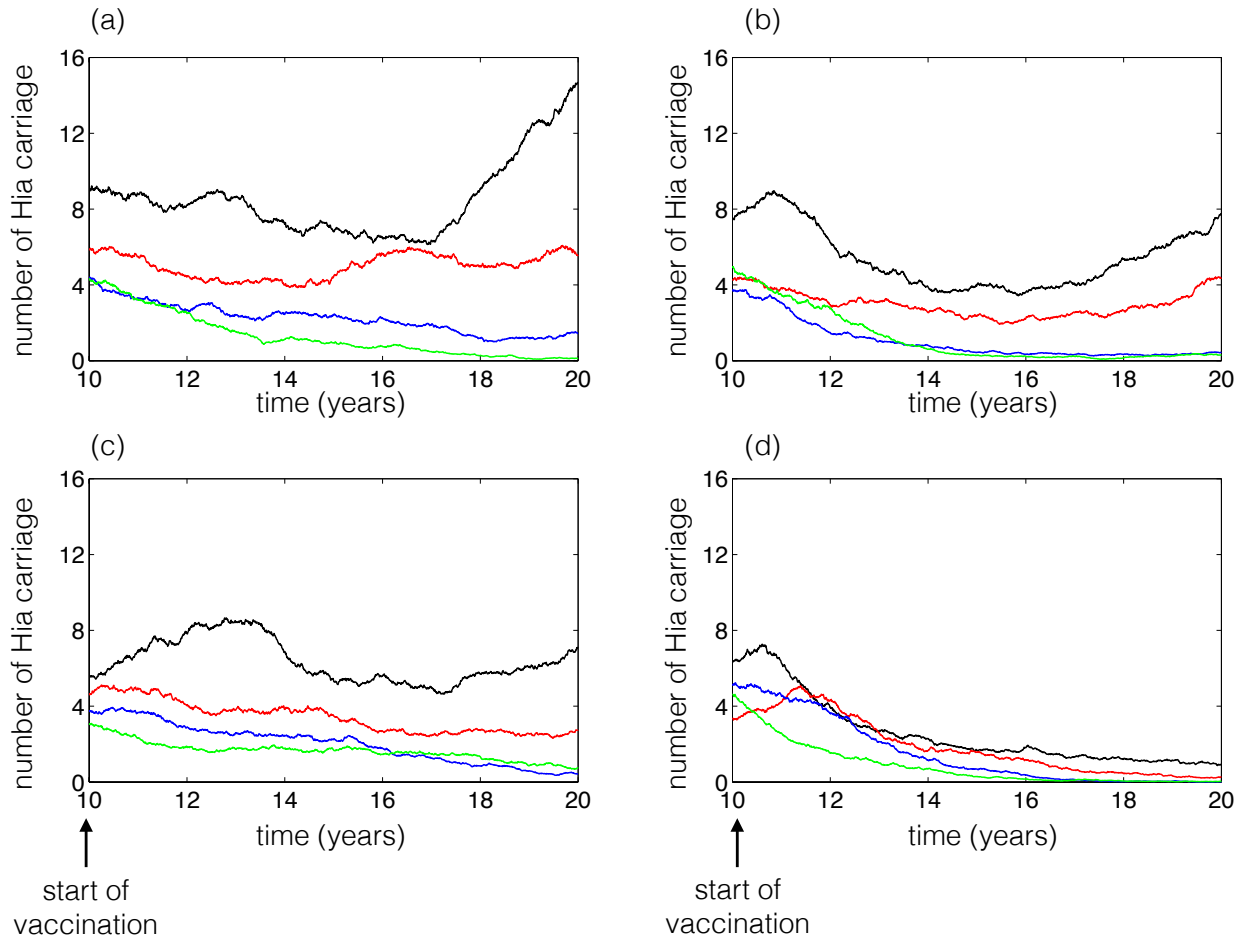 (a)
(b)
number of Hia carriage
16
12
8
4
0
10 12 14 16 18 20
time (years)
number of Hia carriage
16
12
8
4
0
10 12 14 16 18 20
time (years)
(c)
(d)
number of Hia carriage
16
12
8
4
0
10 12 14 16 18 20
time (years)
start of
vaccination
number of Hia carriage
16
12
8
4
0
10 12 14 16 18 20
time (years)
start of
vaccination